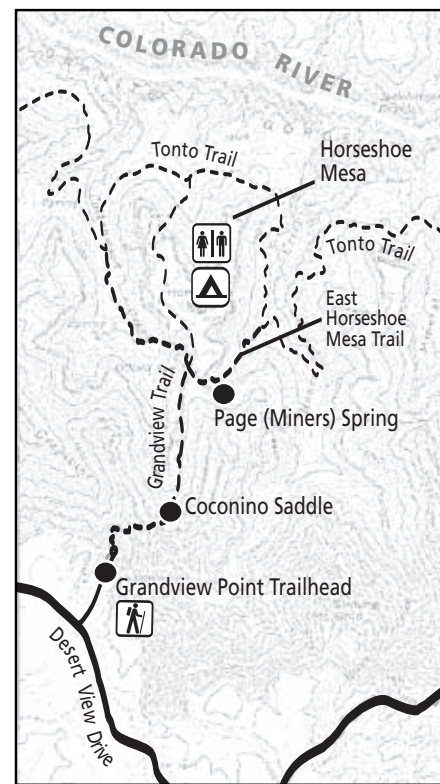 COLORADO RIVER
Tonto Trail
Horseshoe
Mesa
Tonto Trail
East
Horseshoe
Mesa Trail
Grandview Trail
Page (Miners) Spring
Coconino Saddle
Grandview Point Trailhead
Desert View Drive